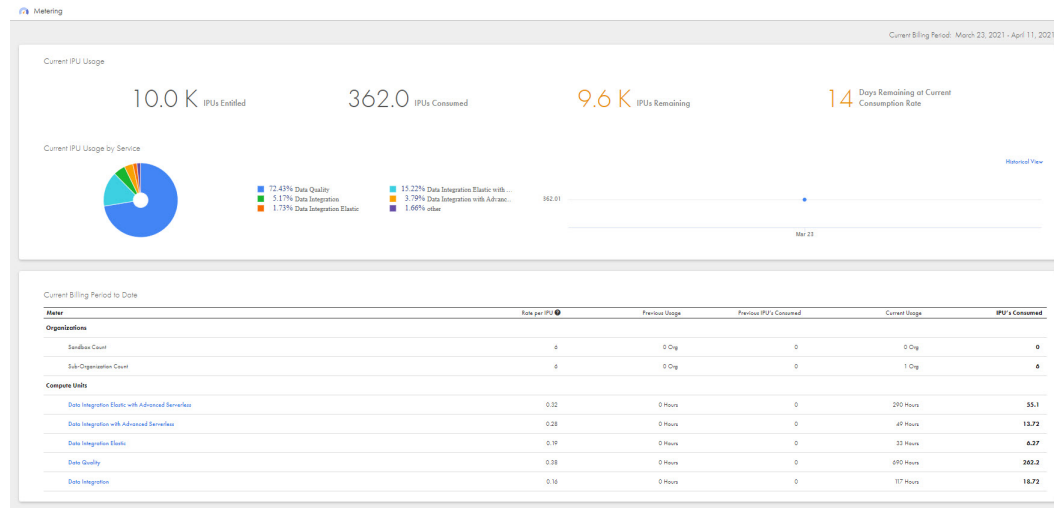 Metering
Current Billing Period: March 23, 2021 - April 11, 2021
Current IPU Usage
10.0 K IPUs Entitled 362.0 IPUs Consumed 9.6 K IPUs Remaining 14 Days Remaining at Current Consumption Rate
Current IPU Usage by Service
Historical View
72.43% Data Quality 15.22% Data Integration Elastic with ...
5.17% Data Integration 3.79% Data Integration with Advanc...
1.73% Data Integration Elastic 1.66% other
362.01
Mar 23
Current Billing Period to Date
Meter Rate per IPU ? Previous Usage Previous IPU's Consumed Current Usage IPU's Consumed
Organizations
Sandbox Count 6 0 Org 0 0 Org 0
Sub-Organization Count 6 0 Org 0 1 Org 6
Compute Units
Data Integration Elastic with Advanced Serverless 0.32 0 Hours 0 290 Hours 55.1
Data Integration with Advanced Serverless 0.28 0 Hours 0 49 Hours 13.72
Data Integration Elastic 0.19 0 Hours 0 33 Hours 6.27
Data Quality 0.38 0 Hours 0 690 Hours 262.2
Data Integration 0.16 0 Hours 0 117 Hours 18.72